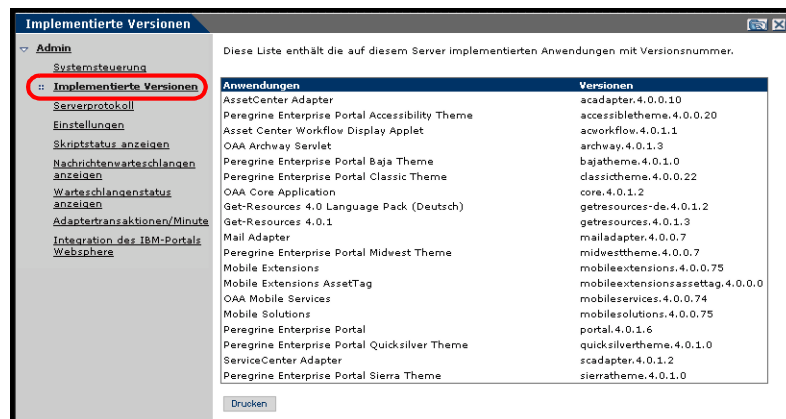 Implementierte Versionen
Admin
Systemsteuerung
Implementierte Versionen
Serverprotokoll
Einstellungen
Skriptstatus anzeigen
Nachrichtenwarteschlangen
anzeigen
Warteschlangenstatus
anzeigen
Adaptertransaktionen/Minute
Integration des IBM-Portals
Websphere
Diese Liste enthält die auf diesem Server implementierten Anwendungen mit Versionsnummer.
Anwendungen Versionen
AssetCenter Adapter acadapter.4.0.0.10
Peregrine Enterprise Portal Accessibility Theme accessibletheme.4.0.0.20
Asset Center Workflow Display Applet acworkflow.4.0.1.1
OAA Archway Servlet archway.4.0.1.3
Peregrine Enterprise Portal Baja Theme bajatheme.4.0.1.0
Peregrine Enterprise Portal Classic Theme classictheme.4.0.0.22
OAA Core Application core.4.0.1.2
Get-Resources 4.0 Language Pack (Deutsch) getresources-de.4.0.1.2
Get-Resources 4.0.1 getresources.4.0.1.3
Mail Adapter mailadapter.4.0.0.7
Peregrine Enterprise Portal Midwest Theme midwesttheme.4.0.0.7
Mobile Extensions mobileextensions.4.0.0.75
Mobile Extensions AssetTag mobileextensionsassettag.4.0.0.0
OAA Mobile Services mobileservices.4.0.0.74
Mobile Solutions mobilesolutions.4.0.0.75
Peregrine Enterprise Portal portal.4.0.1.6
Peregrine Enterprise Portal Quicksilver Theme quicksilvertheme.4.0.1.0
ServiceCenter Adapter scadapter.4.0.1.2
Peregrine Enterprise Portal Sierra Theme sierratheme.4.0.1.0
Drucken